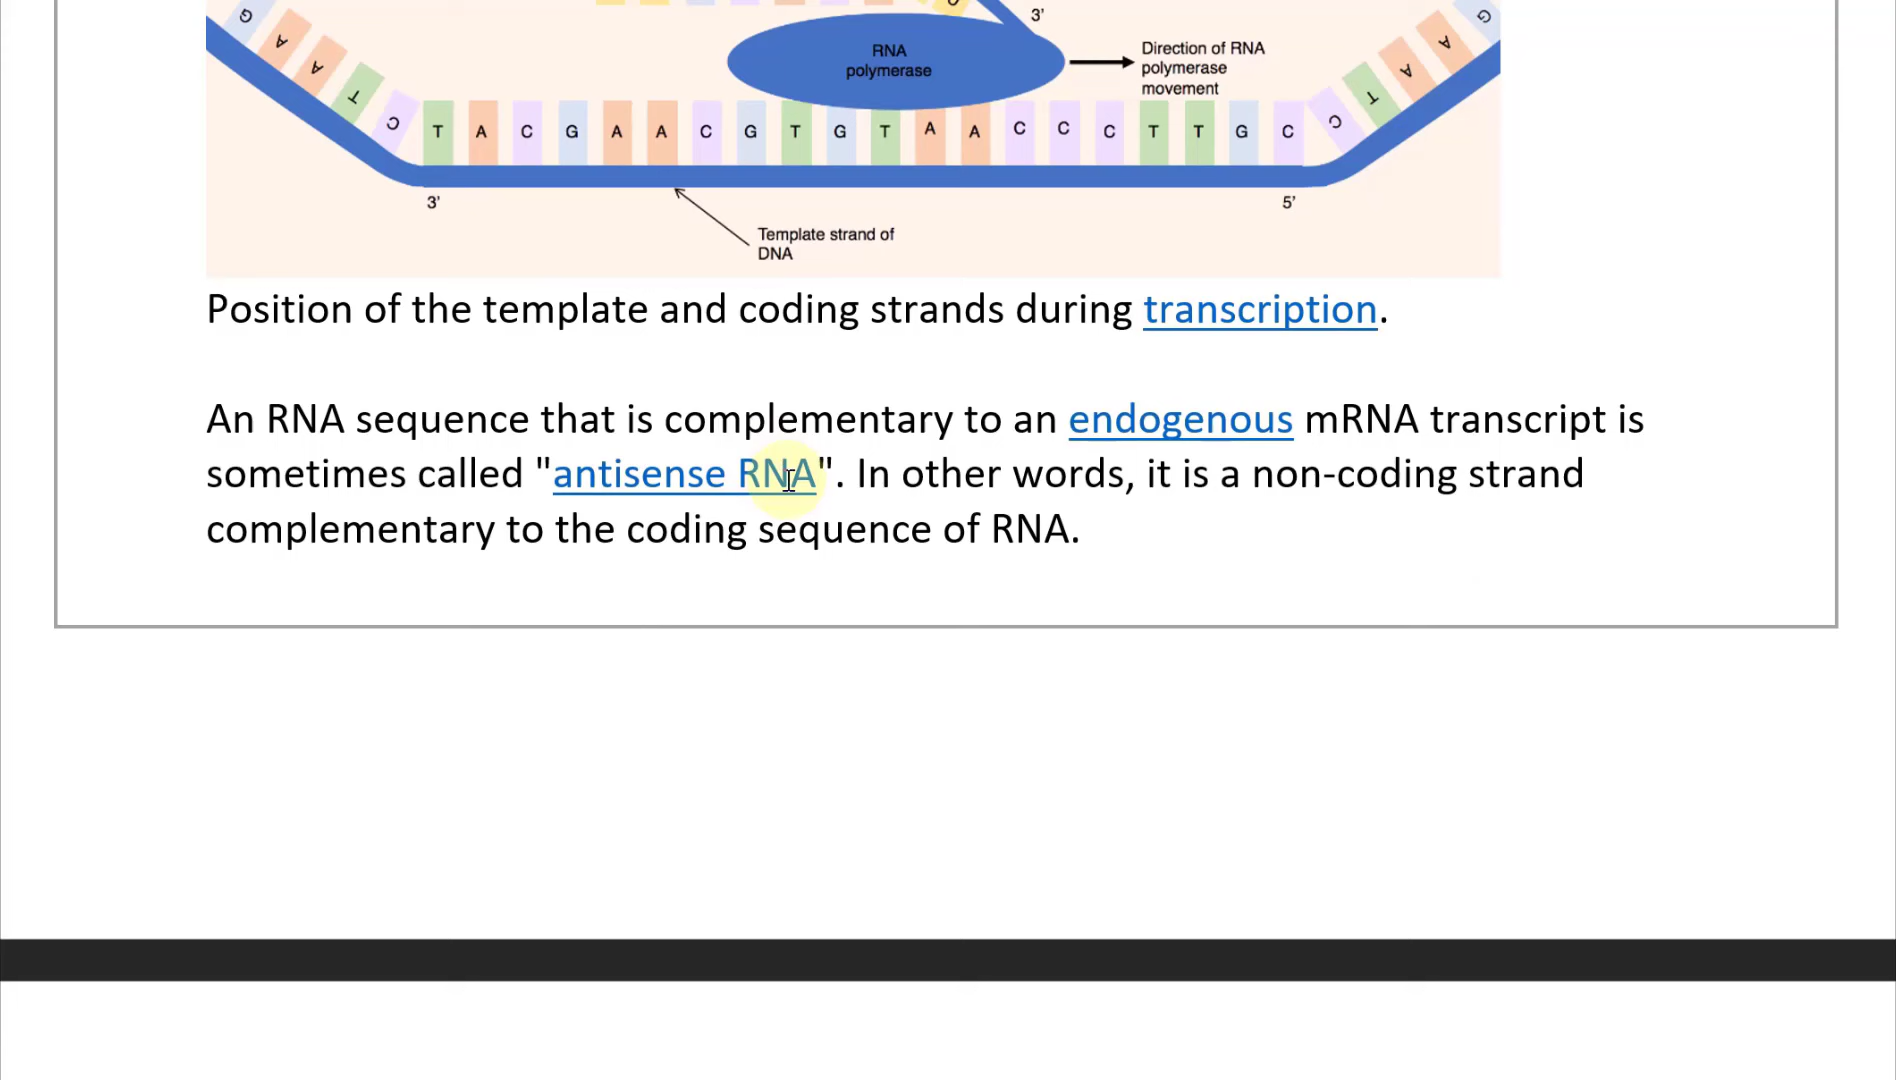 G
3'
G
A
RNA
polymerase
Direction of RNA
polymerase
movement
A
A
A
T
T
C
C
T A C G A A C G T G T A A C C C T T G C
3'
5'
Template strand of
DNA
Position of the template and coding strands during transcription.
An RNA sequence that is complementary to an endogenous mRNA transcript is
sometimes called "antisense RNA". In other words, it is a non-coding strand
complementary to the coding sequence of RNA.